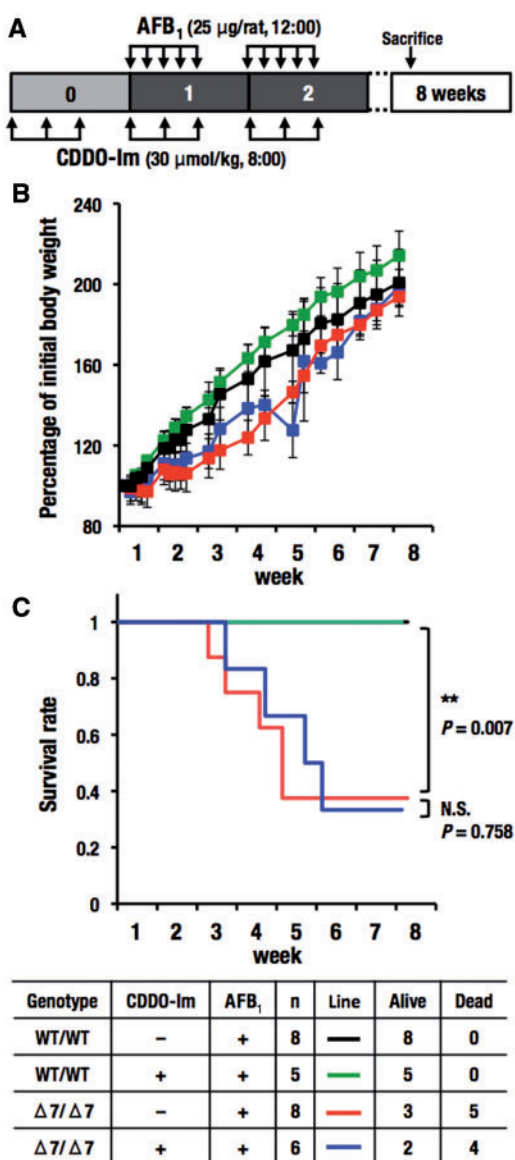 A
AFB1 (25 μg/rat, 12:00)
Sacrifice
0 1 2 8 weeks
CDDO-Im (30 μmol/kg, 8:00)
B
Percentage of initial body weight
240
200
160
120
80
1 2 3 4 5 6 7 8
week
C
Survival rate
1
0.8
0.6
0.4
0.2
0
**
P = 0.007
N.S.
P = 0.758
1 2 3 4 5 6 7 8
week
Genotype CDDO-Im AFB1 n Line Alive Dead
WT/WT – + 8 8 0
WT/WT + + 5 5 0
Δ7/Δ7 – + 8 3 5
Δ7/Δ7 + + 6 2 4